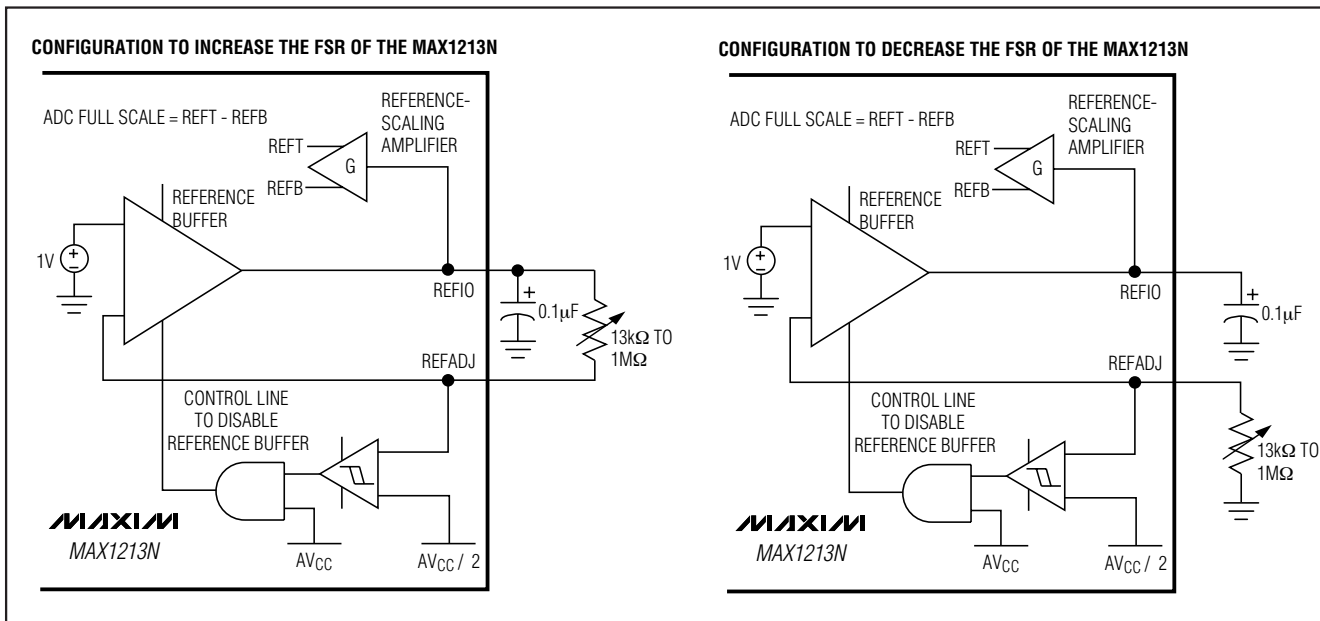 CONFIGURATION TO INCREASE THE FSR OF THE MAX1213N
ADC FULL SCALE = REFT - REFB
REFERENCE-
SCALING
AMPLIFIER
REFT
G
REFB
REFERENCE
BUFFER
1V
+
−
REFIO
+
0.1µF
13kΩ TO
1MΩ
REFADJ
CONTROL LINE
TO DISABLE
REFERENCE BUFFER
MAXIM
MAX1213N
AVCC
AVCC / 2
CONFIGURATION TO DECREASE THE FSR OF THE MAX1213N
ADC FULL SCALE = REFT - REFB
REFERENCE-
SCALING
AMPLIFIER
REFT
G
REFB
REFERENCE
BUFFER
1V
+
−
REFIO
+
0.1µF
REFADJ
13kΩ TO
1MΩ
CONTROL LINE
TO DISABLE
REFERENCE BUFFER
MAXIM
MAX1213N
AVCC
AVCC / 2